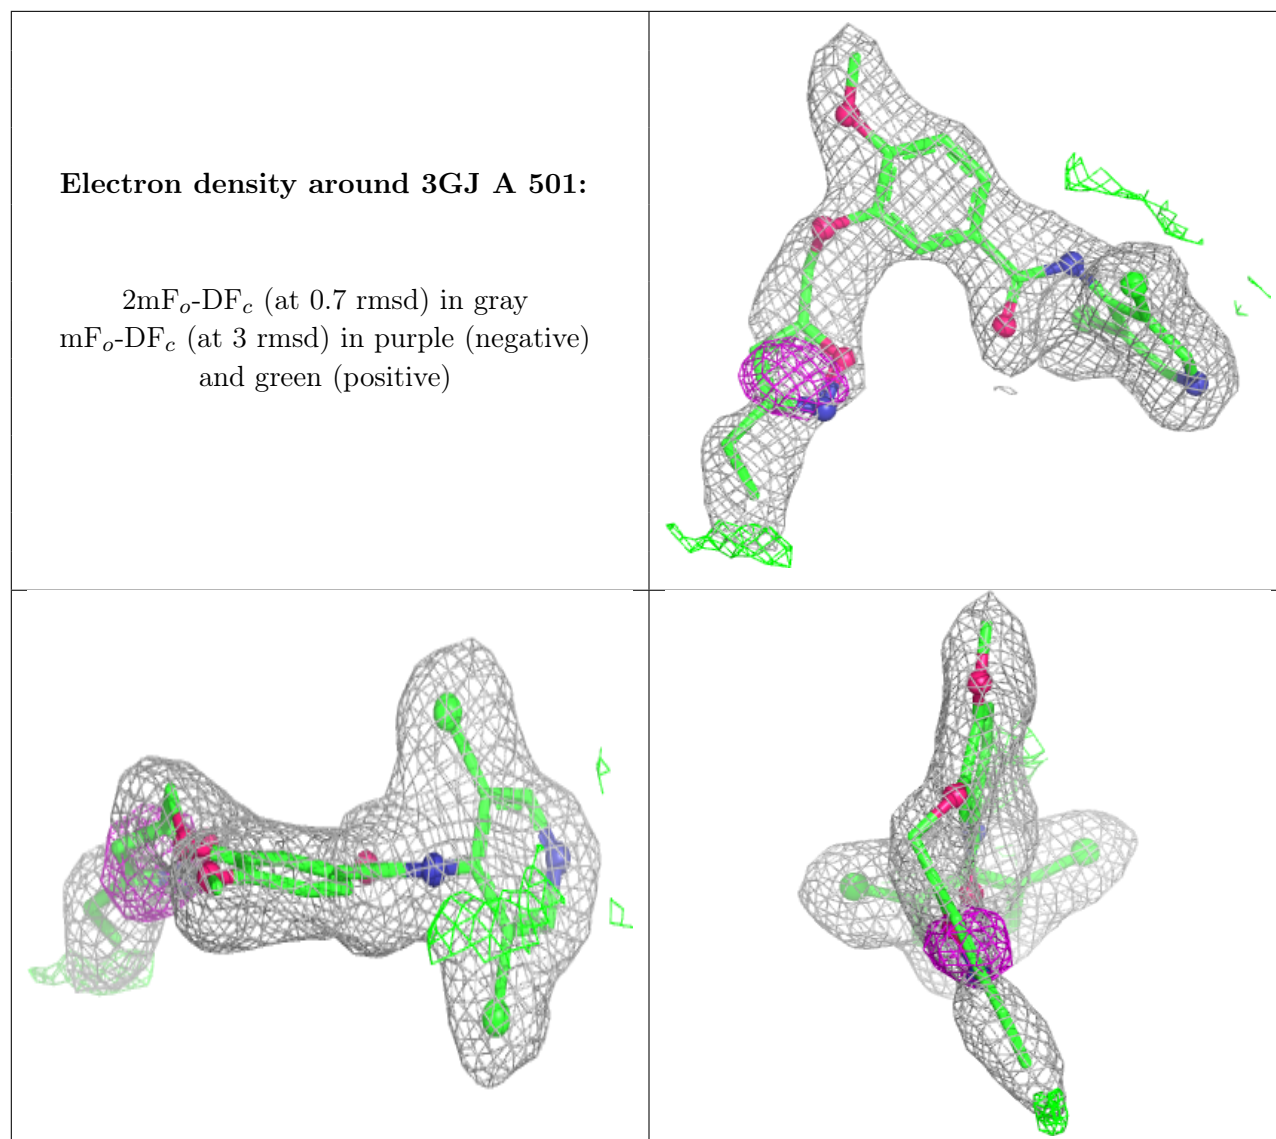 Electron density around 3GJ A 501:
2mFo-DFc (at 0.7 rmsd) in gray
mFo-DFc (at 3 rmsd) in purple (negative)
and green (positive)